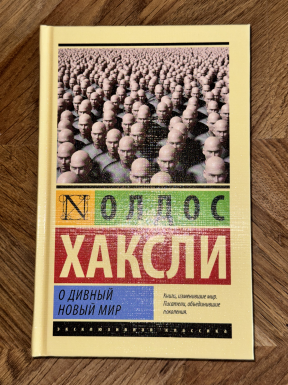 N ОЛДОС
ХАКСЛИ
О ДИВНЫЙ
НОВЫЙ МИР
Книги, изменившие мир.
Писатели, объединившие
поколения.
ЭКСКЛЮЗИВНАЯ КЛАССИКА